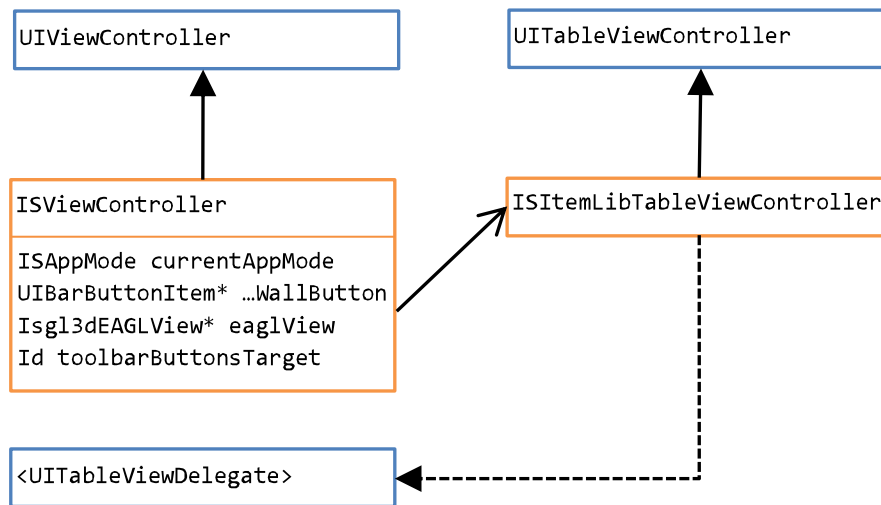 UIViewController
UITableViewController
ISViewController
ISAppMode currentAppMode
UIBarButtonItem* …WallButton
Isgl3dEAGLView* eaglView
Id toolbarButtonsTarget
ISItemLibTableViewController
<UITableViewDelegate>